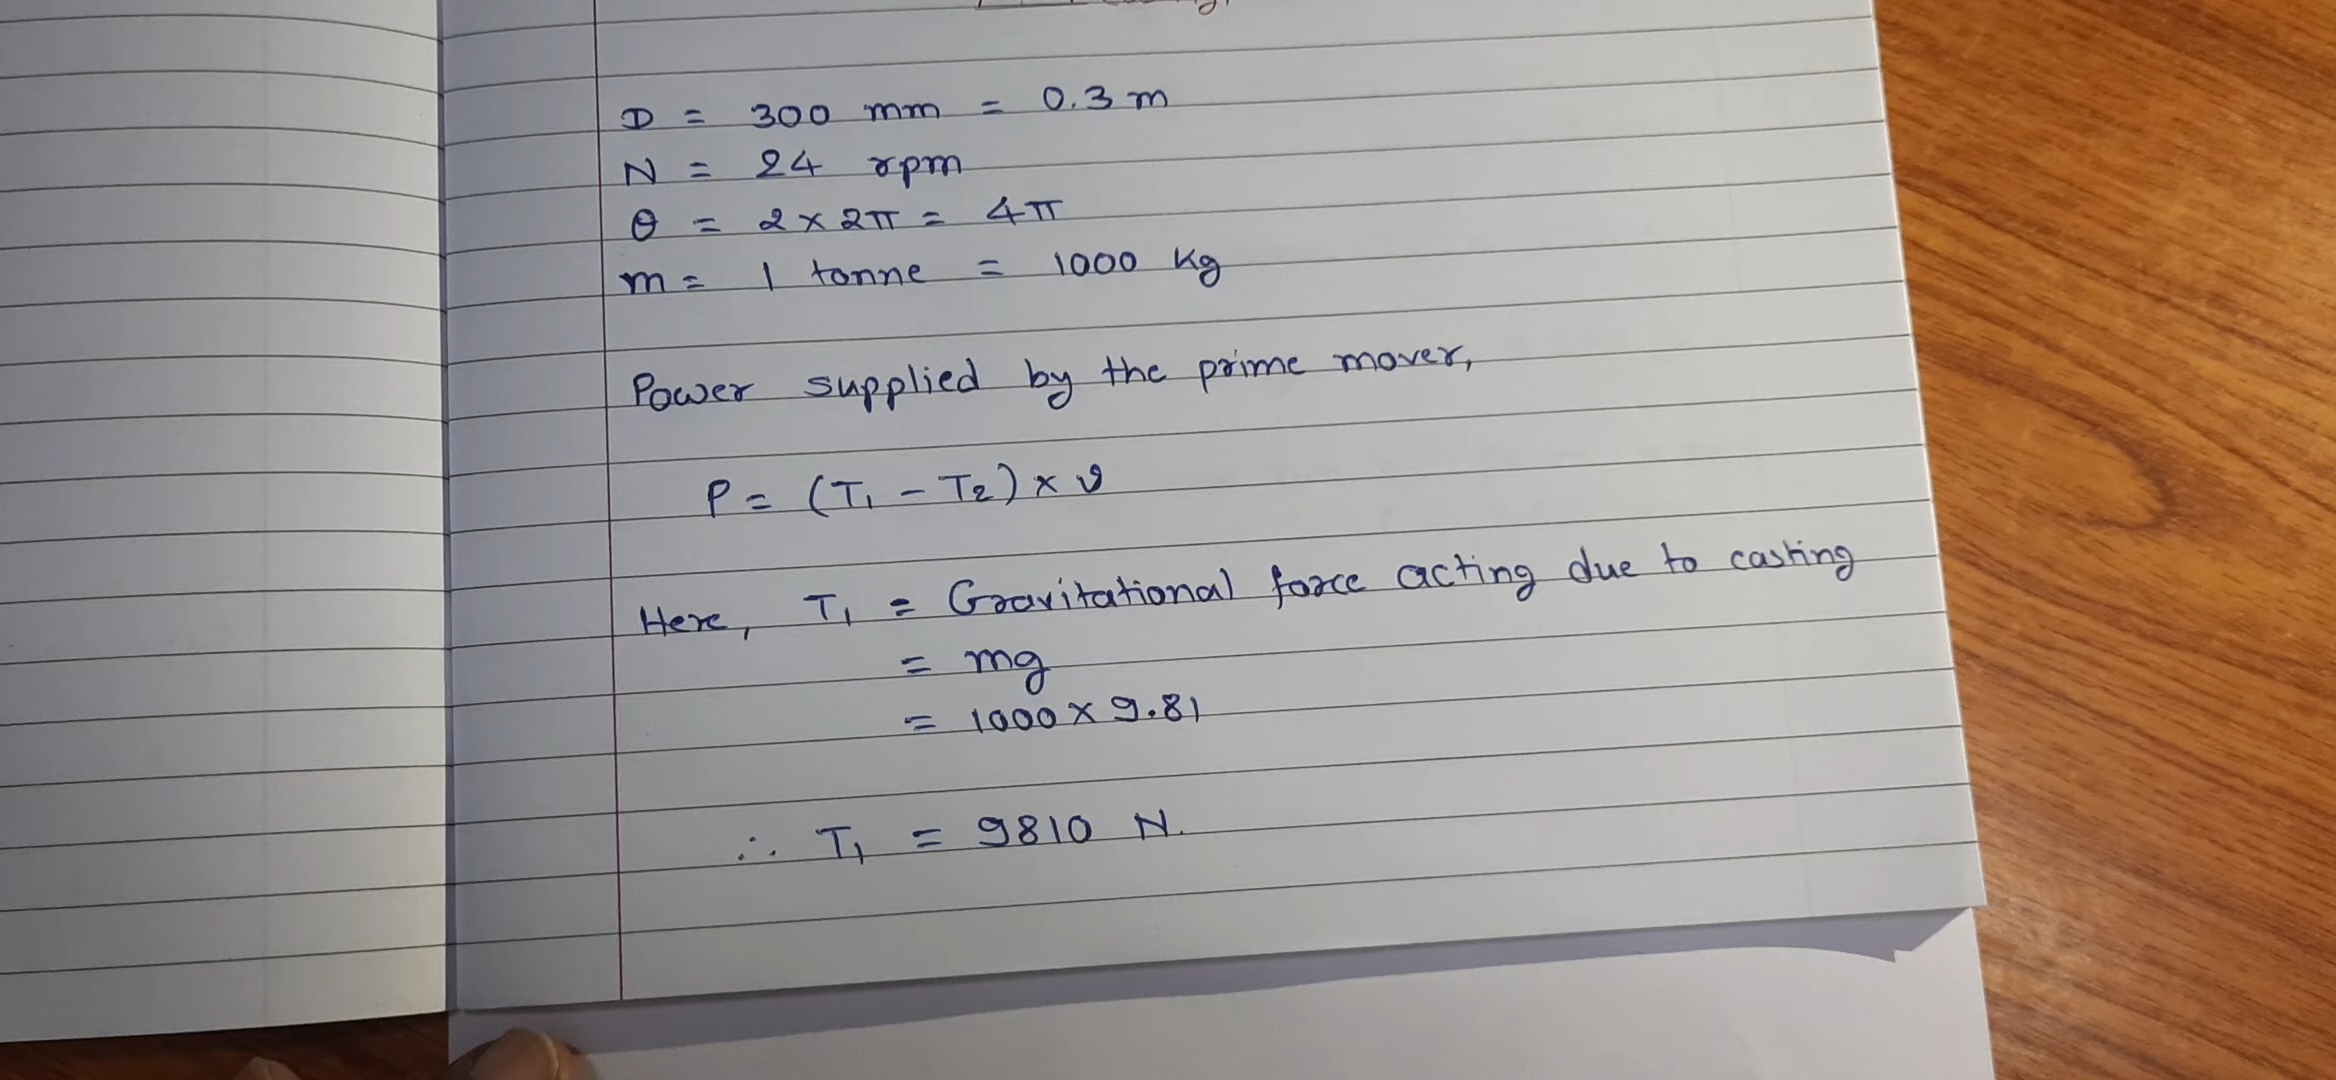 D = 300 mm = 0.3 m
N = 24 rpm
θ = 2 × 2π = 4π
m = 1 tonne = 1000 kg
Power supplied by the prime mover,
P = (T₁ - T₂) × v
Here, T₁ = Gravitational force acting due to casting
= mg
= 1000 × 9.81
∴ T₁ = 9810 N.